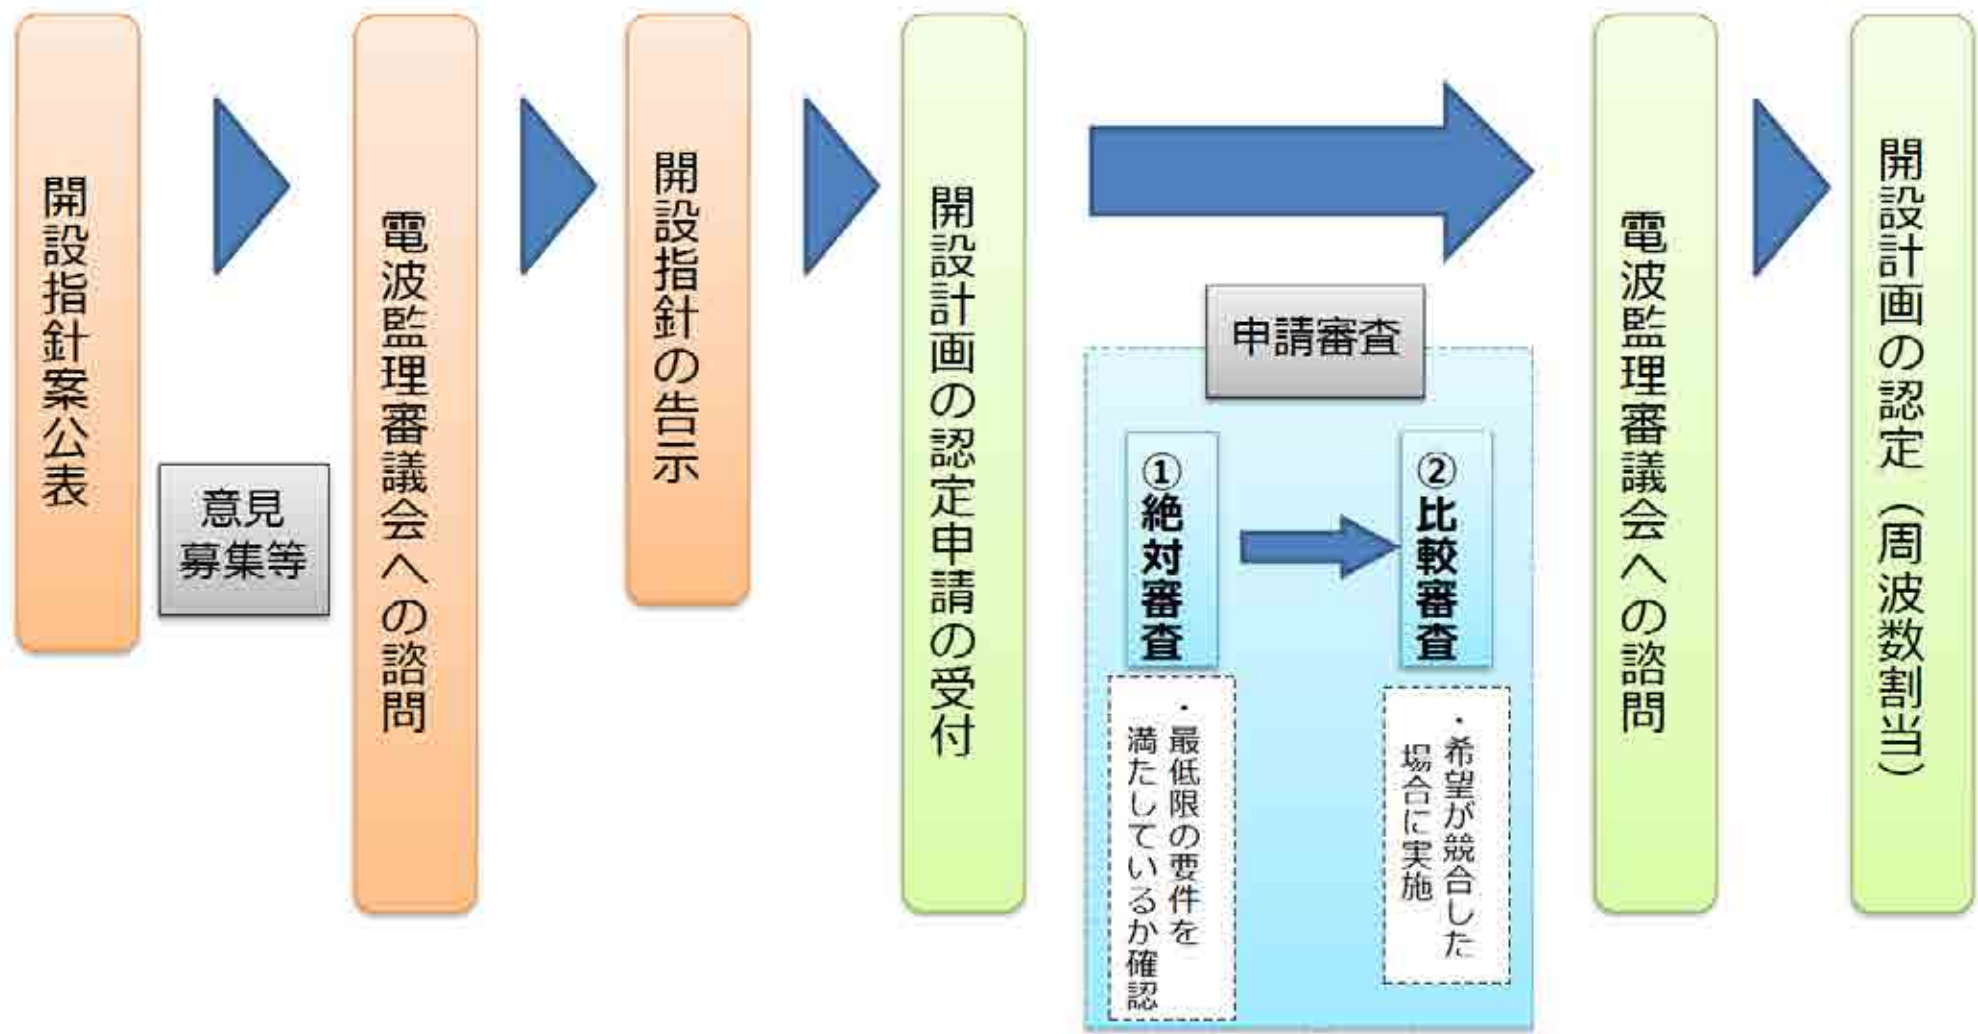 開設指針案公表
意見
募集等
電波監理審議会への諮問
開設指針の告示
開設計画の認定申請の受付
申請審査
①絶対審査
・最低限の要件を
満たしているか確認
②比較審査
・希望が競合した
場合に実施
電波監理審議会への諮問
開設計画の認定（周波数割当）